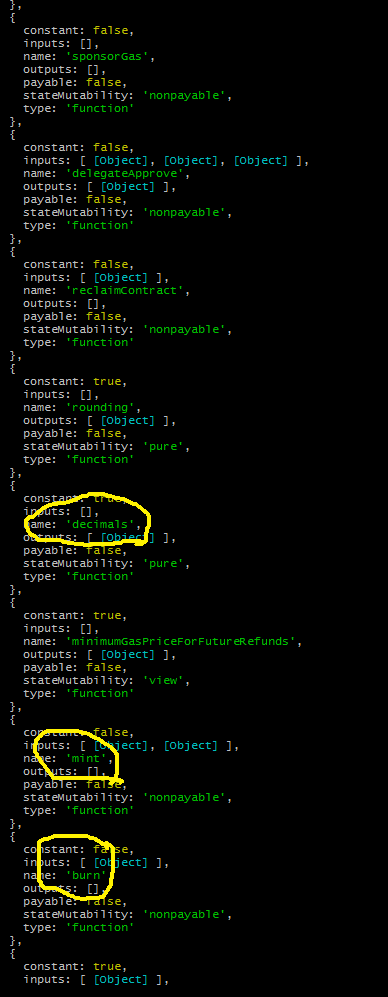 },
{
constant: false,
inputs: [],
name: 'sponsorGas',
outputs: [],
payable: false,
stateMutability: 'nonpayable',
type: 'function'
},
{
constant: false,
inputs: [ [Object], [Object], [Object] ],
name: 'delegateApprove',
outputs: [ [Object] ],
payable: false,
stateMutability: 'nonpayable',
type: 'function'
},
{
constant: false,
inputs: [ [Object] ],
name: 'reclaimContract',
outputs: [],
payable: false,
stateMutability: 'nonpayable',
type: 'function'
},
{
constant: true,
inputs: [],
name: 'rounding',
outputs: [ [Object] ],
payable: false,
stateMutability: 'pure',
type: 'function'
},
{
constant: true,
inputs: [],
name: 'decimals',
outputs: [ [Object] ],
payable: false,
stateMutability: 'pure',
type: 'function'
},
{
constant: true,
inputs: [],
name: 'minimumGasPriceForFutureRefunds',
outputs: [ [Object] ],
payable: false,
stateMutability: 'view',
type: 'function'
},
{
constant: false,
inputs: [ [Object], [Object] ],
name: 'mint',
outputs: [],
payable: false,
stateMutability: 'nonpayable',
type: 'function'
},
{
constant: false,
inputs: [ [Object] ],
name: 'burn',
outputs: [],
payable: false,
stateMutability: 'nonpayable',
type: 'function'
},
{
constant: true,
inputs: [ [Object] ],